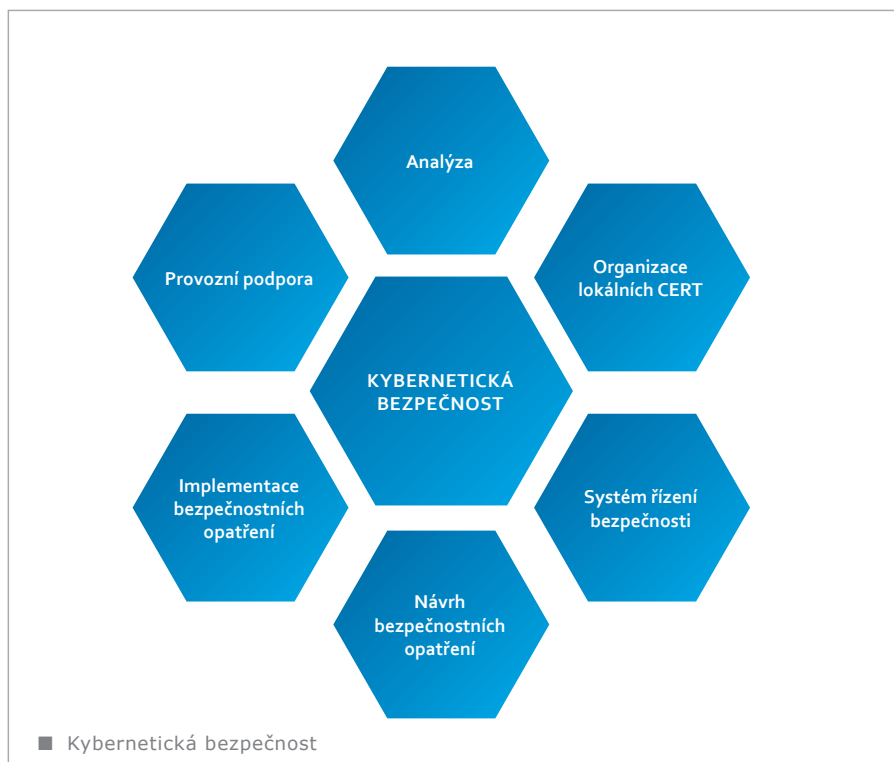 Analýza
Provozní podpora
Organizace
lokálních CERT
KYBERNETICKÁ
BEZPEČNOST
Implementace
bezpečnostních
opatření
Systém řízení
bezpečnosti
Návrh
bezpečnostních
opatření
■ Kybernetická bezpečnost